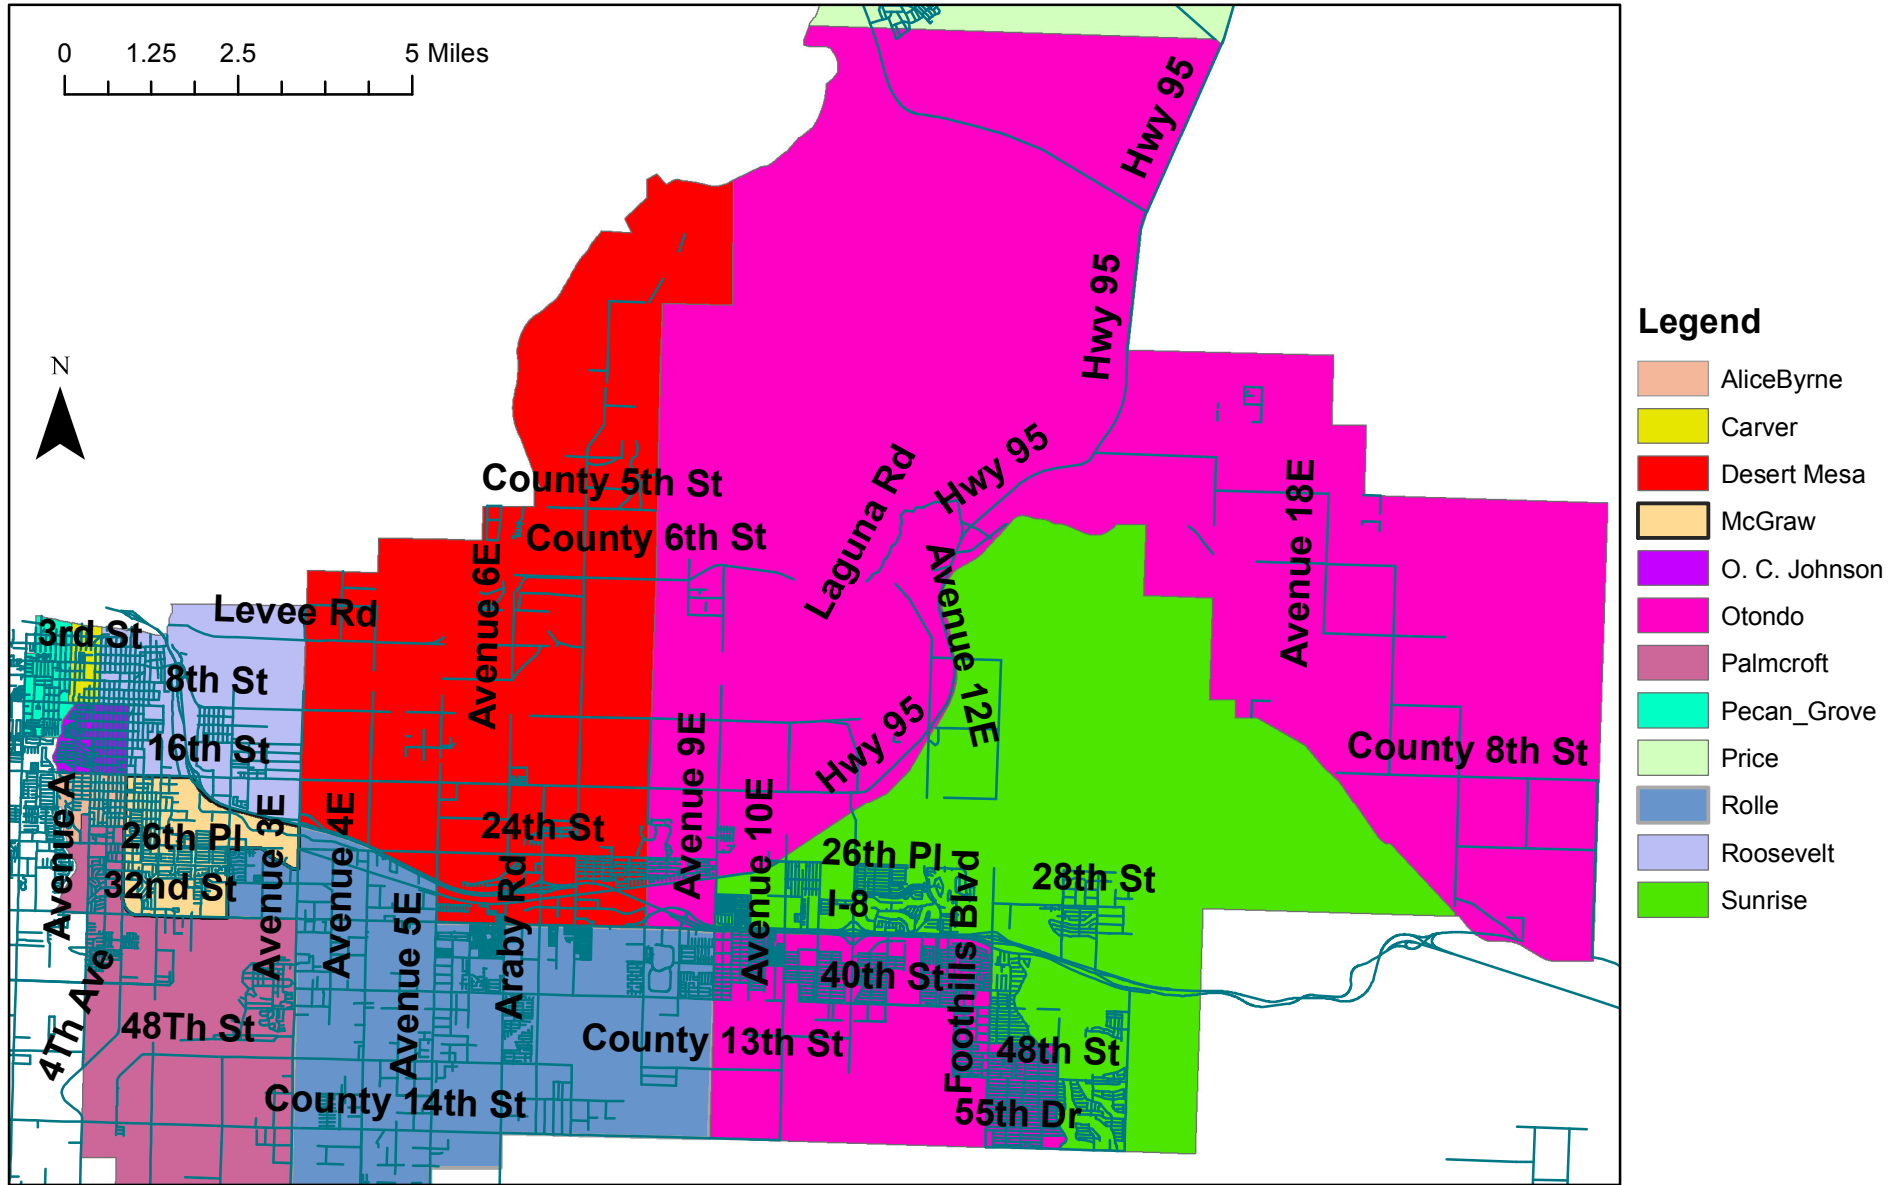 0 1.25 2.5 5 Miles
N
Hwy 95
Hwy 95
Hwy 95
Laguna Rd
County 5th St
County 6th St
Avenue 6E
Avenue 12E
Avenue 18E
Levee Rd
3rd St
8th St
16th St
Hwy 95
County 8th St
Avenue 9E
Avenue 10E
Avenue A
26th Pl
32nd St
Avenue 3E
Avenue 4E
24th St
26th Pl
28th St
I-8
Avenue 5E
Araby Rd
Foothills Blvd
40th St
4Th Ave
48Th St
County 13th St
48th St
County 14th St
55th Dr
Legend
AliceByrne
Carver
Desert Mesa
McGraw
O. C. Johnson
Otondo
Palmcroft
Pecan_Grove
Price
Rolle
Roosevelt
Sunrise